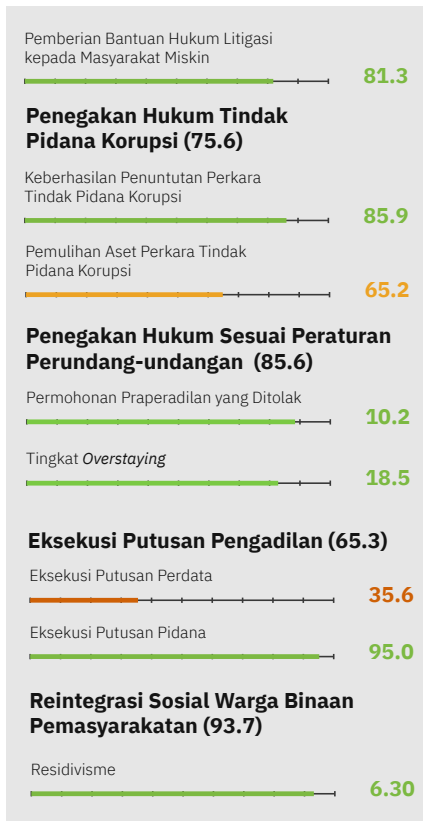 Pemberian Bantuan Hukum Litigasi
kepada Masyarakat Miskin
81.3
Penegakan Hukum Tindak
Pidana Korupsi (75.6)
Keberhasilan Penuntutan Perkara
Tindak Pidana Korupsi
85.9
Pemulihan Aset Perkara Tindak
Pidana Korupsi
65.2
Penegakan Hukum Sesuai Peraturan
Perundang-undangan (85.6)
Permohonan Praperadilan yang Ditolak
10.2
Tingkat Overstaying
18.5
Eksekusi Putusan Pengadilan (65.3)
Eksekusi Putusan Perdata
35.6
Eksekusi Putusan Pidana
95.0
Reintegrasi Sosial Warga Binaan
Pemasyarakatan (93.7)
Residivisme
6.30